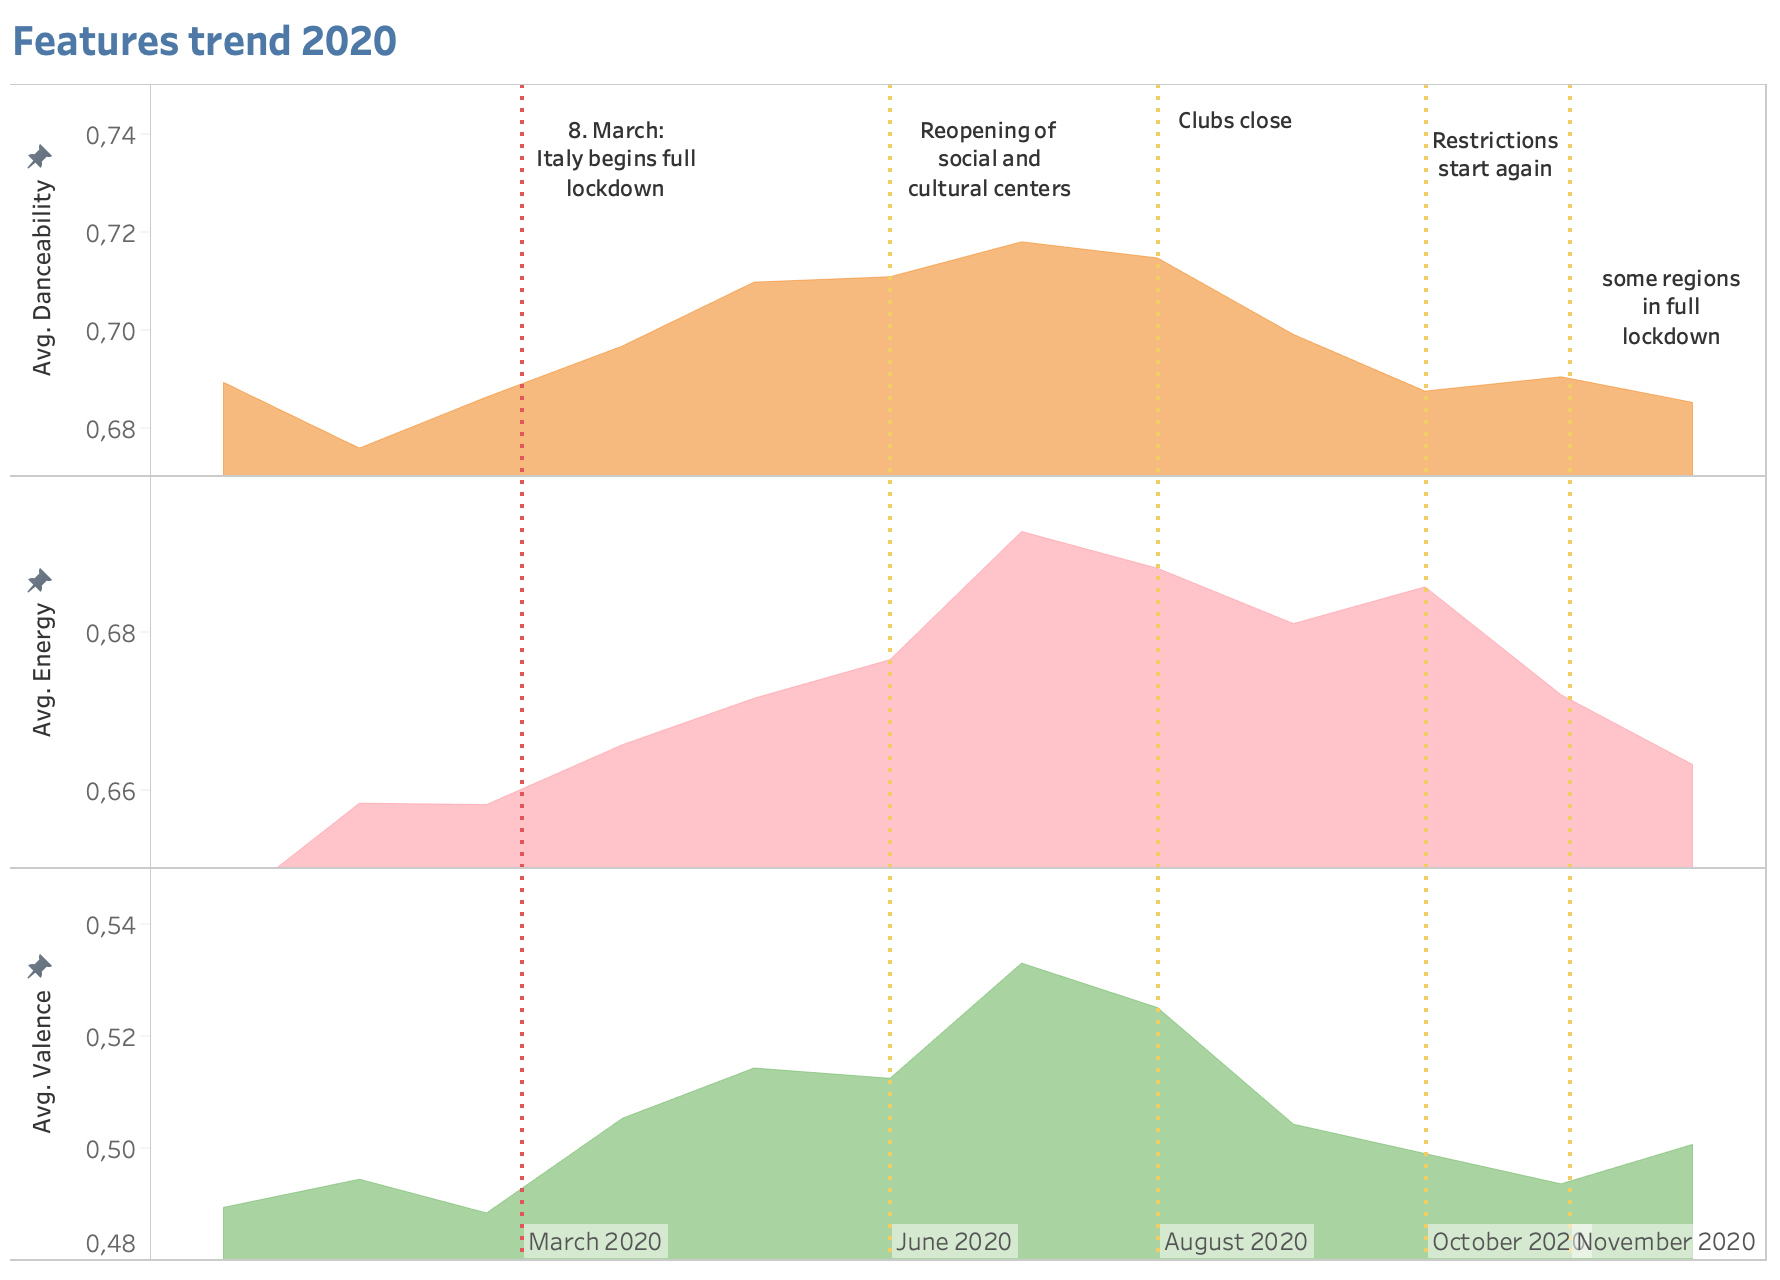 Features trend 2020
Avg. Danceability
0,74
0,72
0,70
0,68
8. March:
Italy begins full
lockdown
Reopening of
social and
cultural centers
Clubs close
Restrictions
start again
some regions
in full
lockdown
Avg. Energy
0,68
0,66
Avg. Valence
0,54
0,52
0,50
0,48
March 2020
June 2020
August 2020
October 2020
November 2020